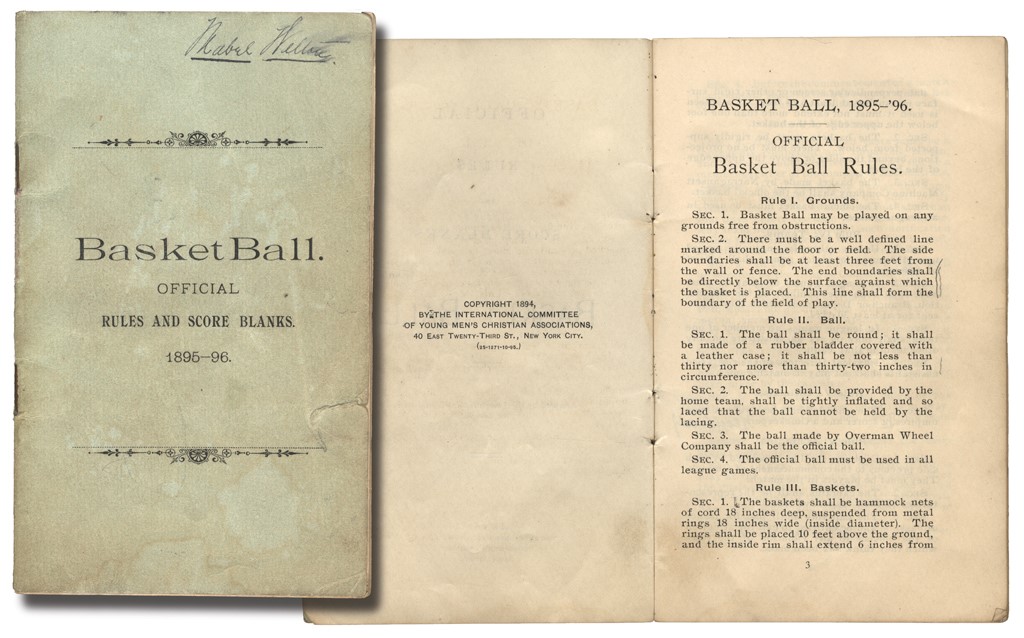 Mabel
BasketBall.
OFFICIAL
RULES AND SCORE BLANKS.
1895–96.
COPYRIGHT 1894,
BY THE INTERNATIONAL COMMITTEE
OF YOUNG MEN'S CHRISTIAN ASSOCIATIONS,
40 EAST TWENTY-THIRD ST., NEW YORK CITY.
BASKET BALL, 1895–'96.
OFFICIAL
Basket Ball Rules.
Rule I. Grounds.
SEC. 1. Basket Ball may be played on any
grounds free from obstructions.
SEC. 2. There must be a well defined line
marked around the floor or field. The side
boundaries shall be at least three feet from
the wall or fence. The end boundaries shall
be directly below the surface against which
the basket is placed. This line shall form the
boundary of the field of play.
Rule II. Ball.
SEC. 1. The ball shall be round; it shall
be made of a rubber bladder covered with
a leather case; it shall be not less than
thirty nor more than thirty-two inches in
circumference.
SEC. 2. The ball shall be provided by the
home team, shall be tightly inflated and so
laced that the ball cannot be held by the
lacing.
SEC. 3. The ball made by Overman Wheel
Company shall be the official ball.
SEC. 4. The official ball must be used in all
league games.
Rule III. Baskets.
SEC. 1. The baskets shall be hammock nets
of cord 18 inches deep, suspended from metal
rings 18 inches wide (inside diameter). The
rings shall be placed 10 feet above the ground,
and the inside rim shall extend 6 inches from
3